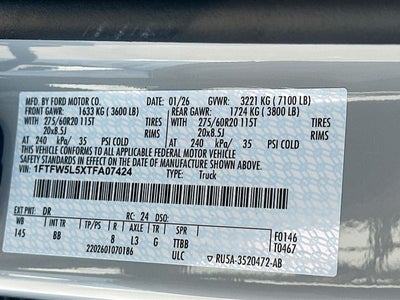 MFD. BY FORD MOTOR CO. 01/26 GVWR: 3221 KG ( 7100 LB)
FRONT GAWR: 1633 KG ( 3600 LB) REAR GAWR: 1724 KG ( 3800 LB)
WITH 275/60R20 115T TIRES WITH 275/60R20 115T TIRES
20x8.5J RIMS 20x8.5J RIMS
AT 240 kPa/ 35 PSI COLD AT 240 kPa/ 35 PSI COLD
THIS VEHICLE CONFORMS TO ALL APPLICABLE FEDERAL MOTOR VEHICLE SAFETY
STANDARDS IN EFFECT ON THE DATE OF MANUFACTURE SHOWN ABOVE.
VIN: 1FTFW5L5XTFA07424 TYPE: Truck
EXT PNT: DR RC: 24 DSO: F0146
WB INT TR TP/PS R AXLE TR SPR T0467
145 BB 8 L3 G TTBB
2202601070186 ULC RU5A-3520472-AB